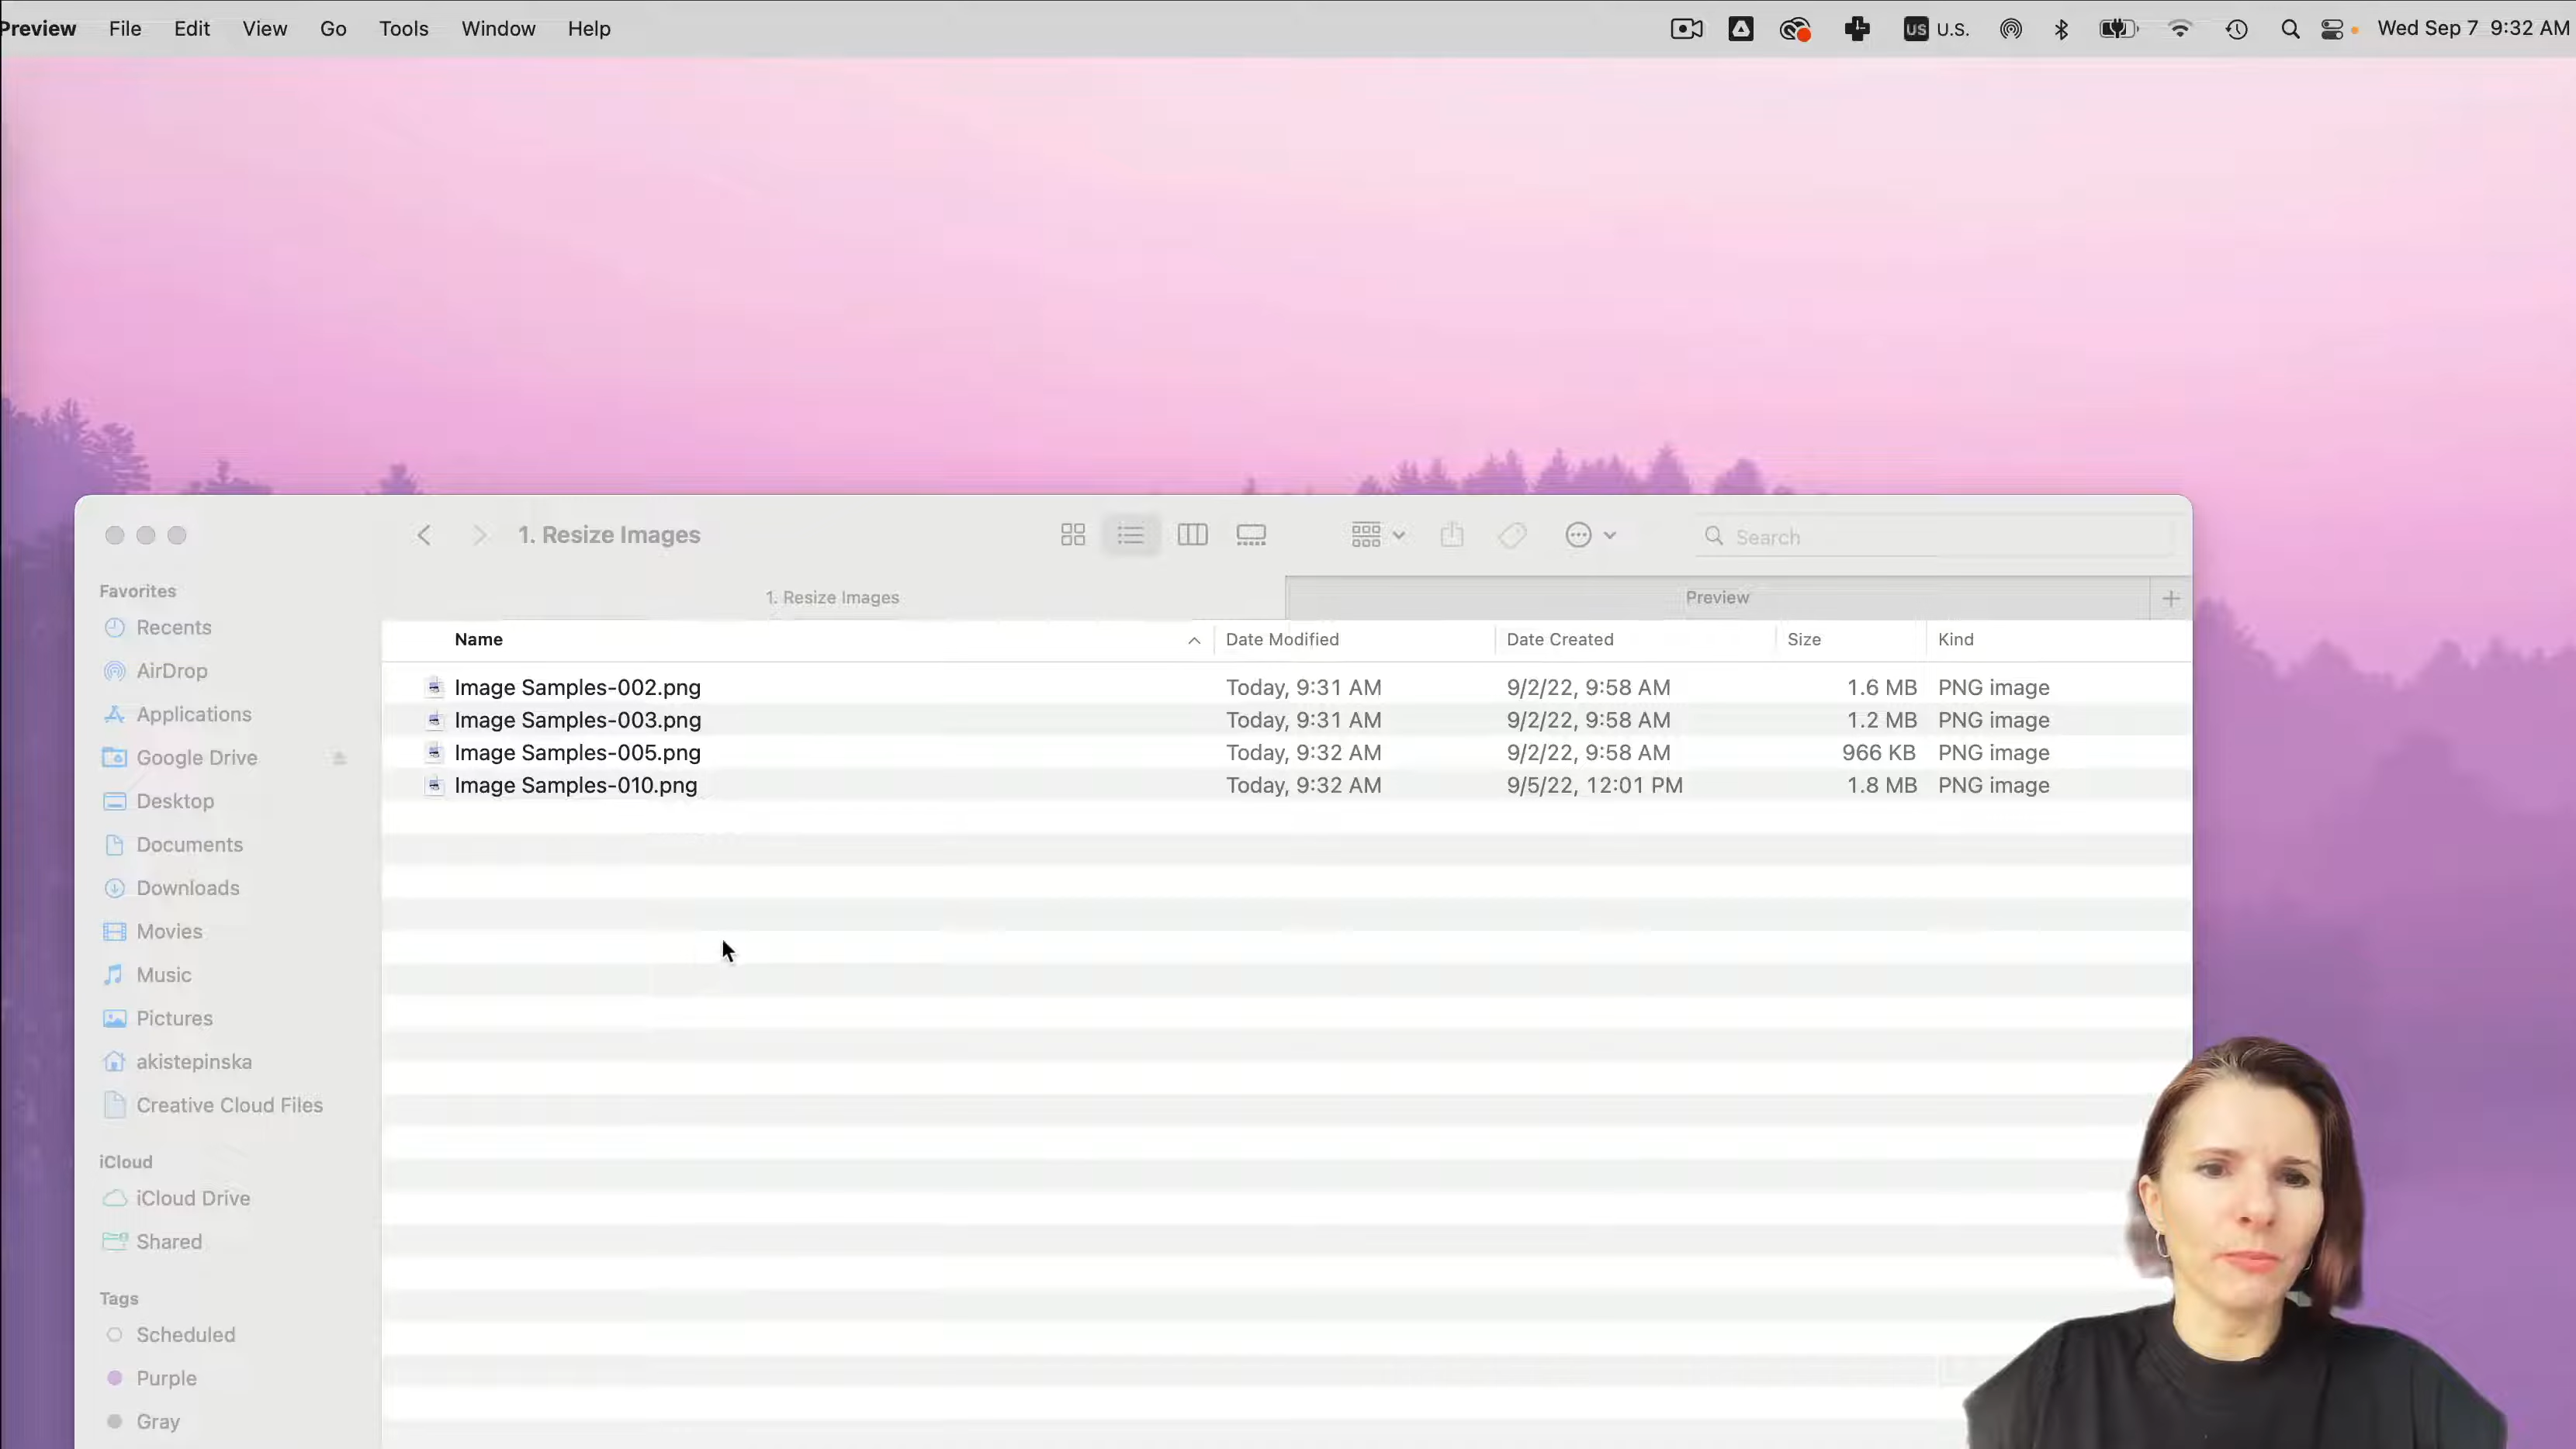 Preview File Edit View Go Tools Window Help US U.S. Wed Sep 7 9:32 AM
1. Resize Images Search
1. Resize Images Preview
Favorites
Recents
AirDrop
Applications
Google Drive
Desktop
Documents
Downloads
Movies
Music
Pictures
akistepinska
Creative Cloud Files
iCloud
iCloud Drive
Shared
Tags
Scheduled
Purple
Gray
Name Date Modified Date Created Size Kind
Image Samples-002.png Today, 9:31 AM 9/2/22, 9:58 AM 1.6 MB PNG image
Image Samples-003.png Today, 9:31 AM 9/2/22, 9:58 AM 1.2 MB PNG image
Image Samples-005.png Today, 9:32 AM 9/2/22, 9:58 AM 966 KB PNG image
Image Samples-010.png Today, 9:32 AM 9/5/22, 12:01 PM 1.8 MB PNG image